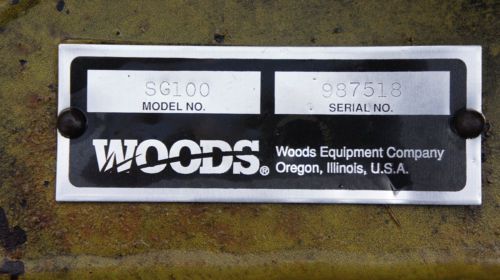 SG100 987518
MODEL NO. SERIAL NO.
WOODS® Woods Equipment Company
Oregon, Illinois, U.S.A.